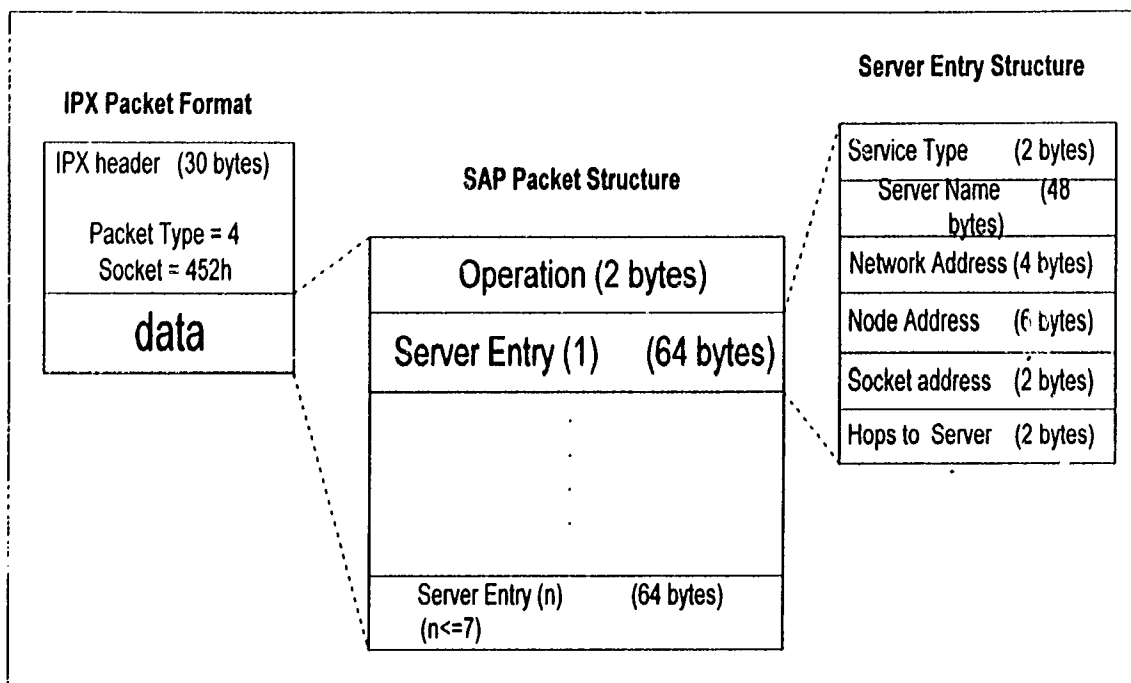 IPX Packet Format
IPX header (30 bytes)
Packet Type = 4
Socket = 452h
data
SAP Packet Structure
Operation (2 bytes)
Server Entry (1) (64 bytes)
Server Entry (n) (64 bytes)
(n<=7)
Server Entry Structure
Service Type (2 bytes)
Server Name (48
bytes)
Network Address (4 bytes)
Node Address (6 bytes)
Socket address (2 bytes)
Hops to Server (2 bytes)